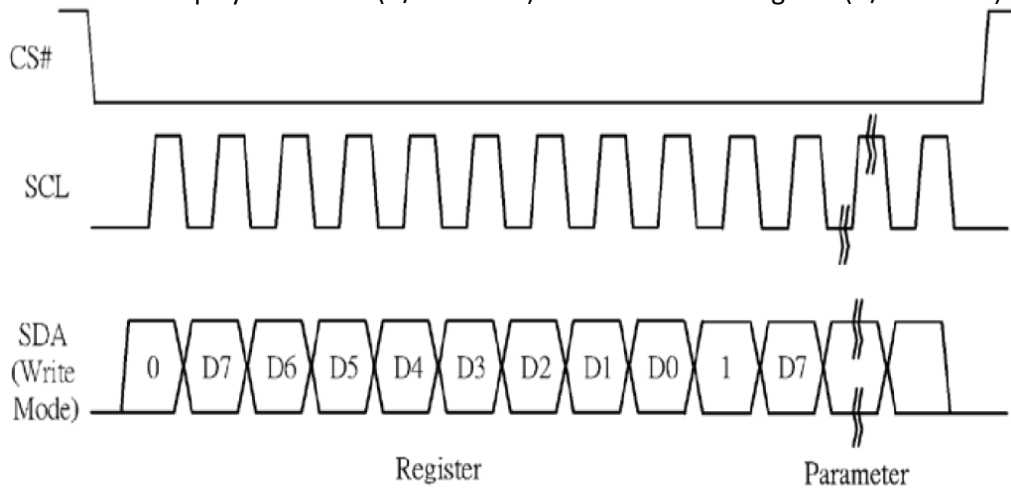 CS#
SCL
SDA
(Write
Mode)
0 D7 D6 D5 D4 D3 D2 D1 D0 1 D7
Register Parameter